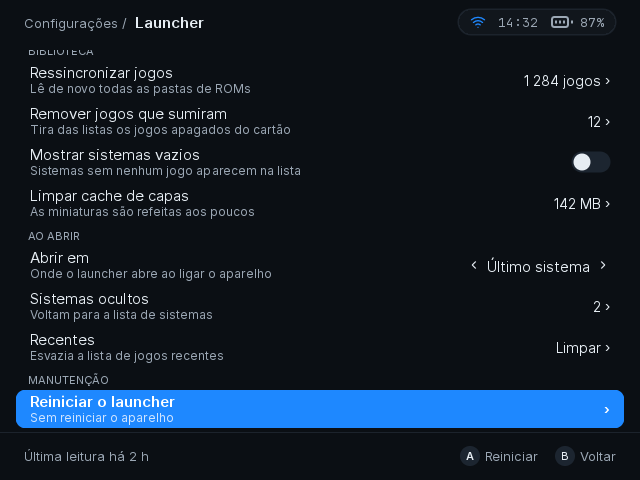 Configurações / Launcher
14:32 87%
BIBLIOTECA
Ressincronizar jogos
Lê de novo todas as pastas de ROMs
1 284 jogos ›
Remover jogos que sumiram
Tira das listas os jogos apagados do cartão
12 ›
Mostrar sistemas vazios
Sistemas sem nenhum jogo aparecem na lista
Limpar cache de capas
As miniaturas são refeitas aos poucos
142 MB ›
AO ABRIR
Abrir em
Onde o launcher abre ao ligar o aparelho
‹ Último sistema ›
Sistemas ocultos
Voltam para a lista de sistemas
2 ›
Recentes
Esvazia a lista de jogos recentes
Limpar ›
MANUTENÇÃO
Reiniciar o launcher
Sem reiniciar o aparelho
›
Última leitura há 2 h
A Reiniciar B Voltar